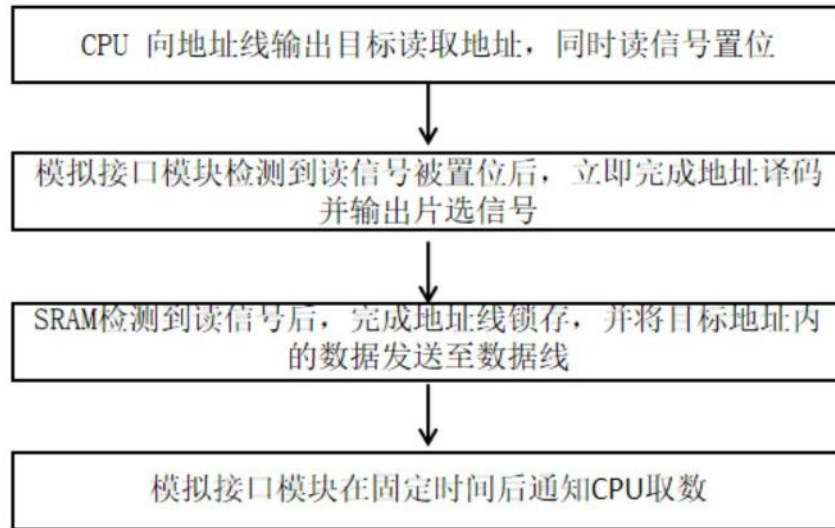 CPU 向地址线输出目标读取地址，同时读信号置位
模拟接口模块检测到读信号被置位后，立即完成地址译码
并输出片选信号
SRAM检测到读信号后，完成地址线锁存，并将目标地址内
的数据发送至数据线
模拟接口模块在固定时间后通知CPU取数